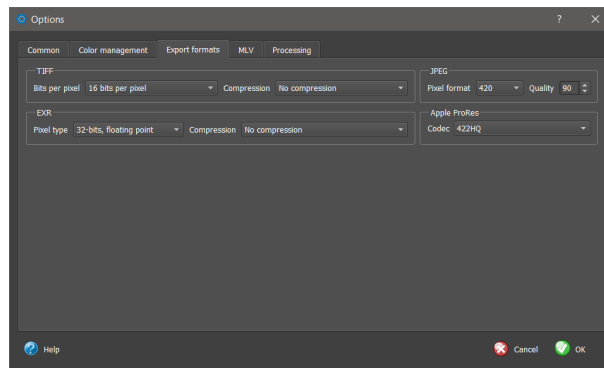 Options ?
Common Color management Export formats MLV Processing
TIFF
Bits per pixel 16 bits per pixel Compression No compression
JPEG
Pixel format 420 Quality 90
EXR
Pixel type 32-bits, floating point Compression No compression
Apple ProRes
Codec 422HQ
? Help Cancel OK